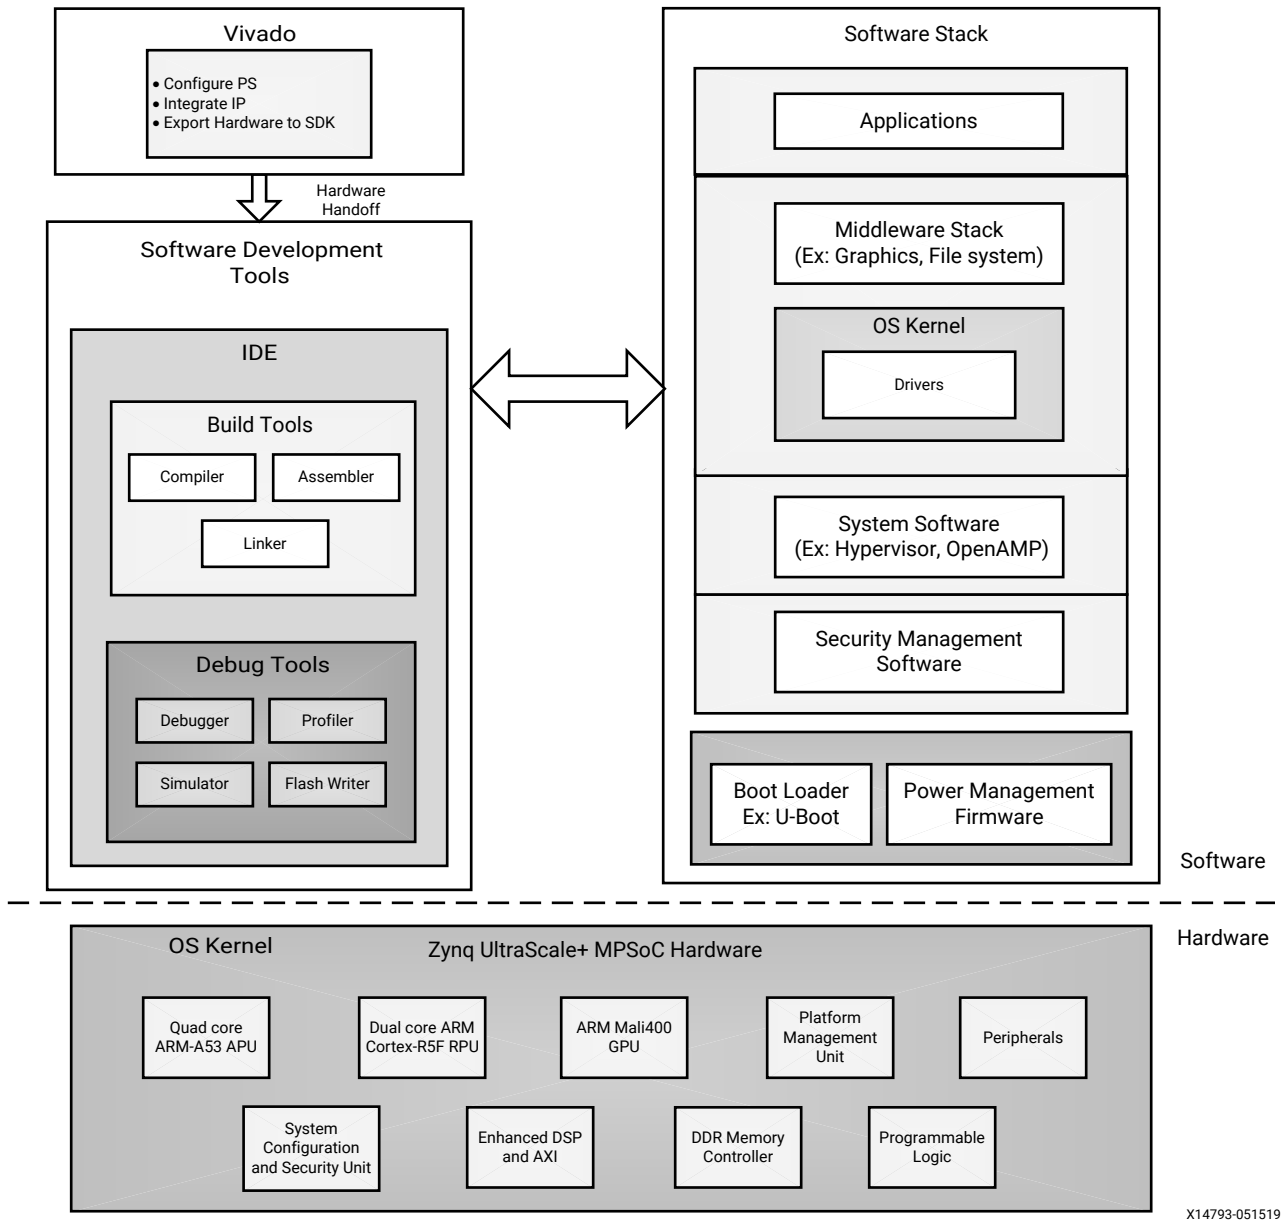 Vivado
• Configure PS
• Integrate IP
• Export Hardware to SDK
Hardware
Handoff
Software Development
Tools
IDE
Build Tools
Compiler
Assembler
Linker
Debug Tools
Debugger
Profiler
Simulator
Flash Writer
Software Stack
Applications
Middleware Stack
(Ex: Graphics, File system)
OS Kernel
Drivers
System Software
(Ex: Hypervisor, OpenAMP)
Security Management
Software
Boot Loader
Ex: U-Boot
Power Management
Firmware
Software
Hardware
OS Kernel
Zynq UltraScale+ MPSoC Hardware
Quad core
ARM-A53 APU
Dual core ARM
Cortex-R5F RPU
ARM Mali400
GPU
Platform
Management
Unit
Peripherals
System
Configuration
and Security Unit
Enhanced DSP
and AXI
DDR Memory
Controller
Programmable
Logic
X14793-051519